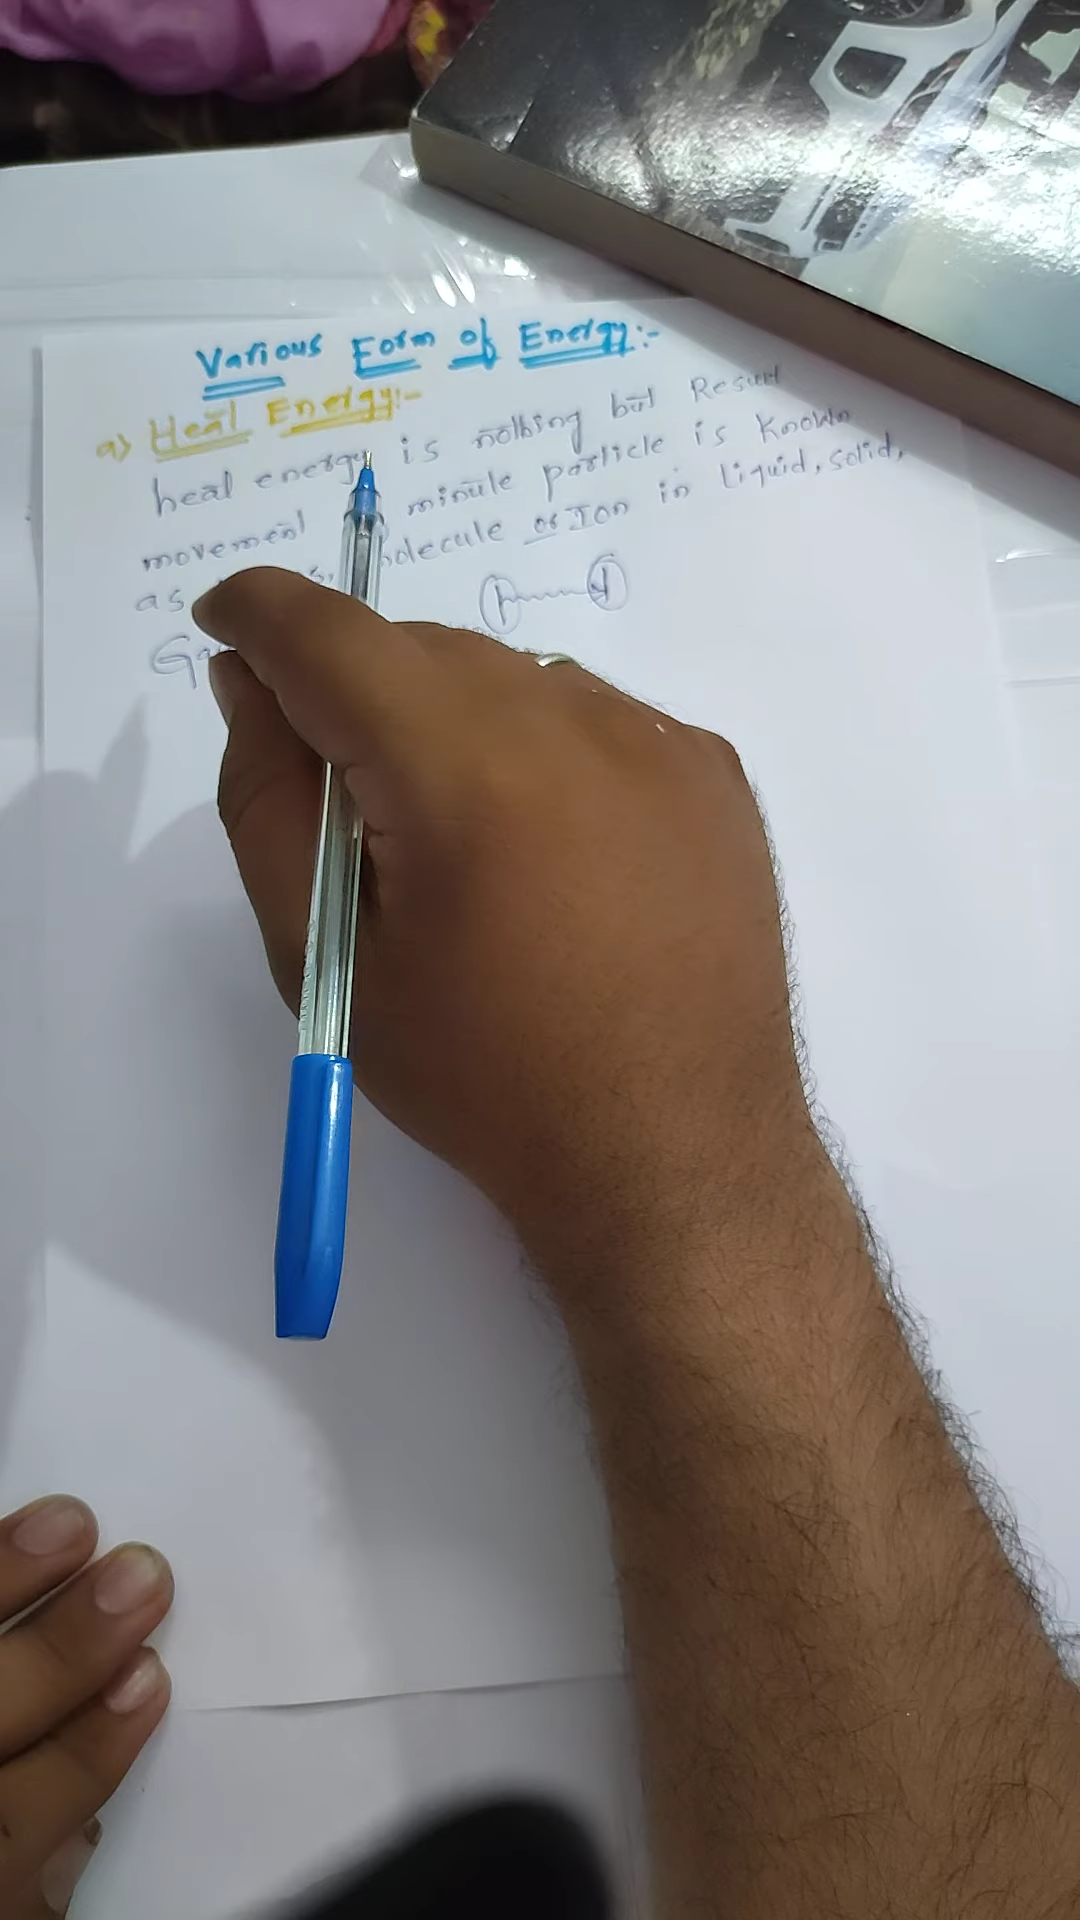 Various Form of Energy:-
a) Heat Energy:-
heat energy is nothing but Result
movement minute particle is known
as molecule or Ion in liquid, solid,